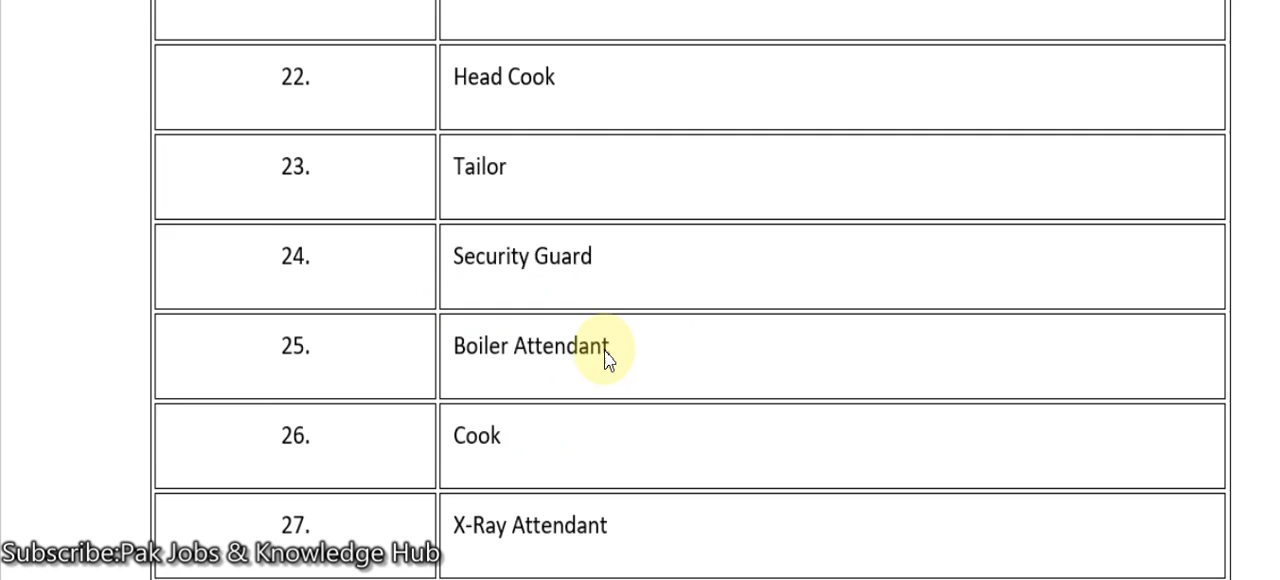 22. Head Cook
23. Tailor
24. Security Guard
25. Boiler Attendant
26. Cook
27. X-Ray Attendant
Subscribe:Pak Jobs & Knowledge Hub